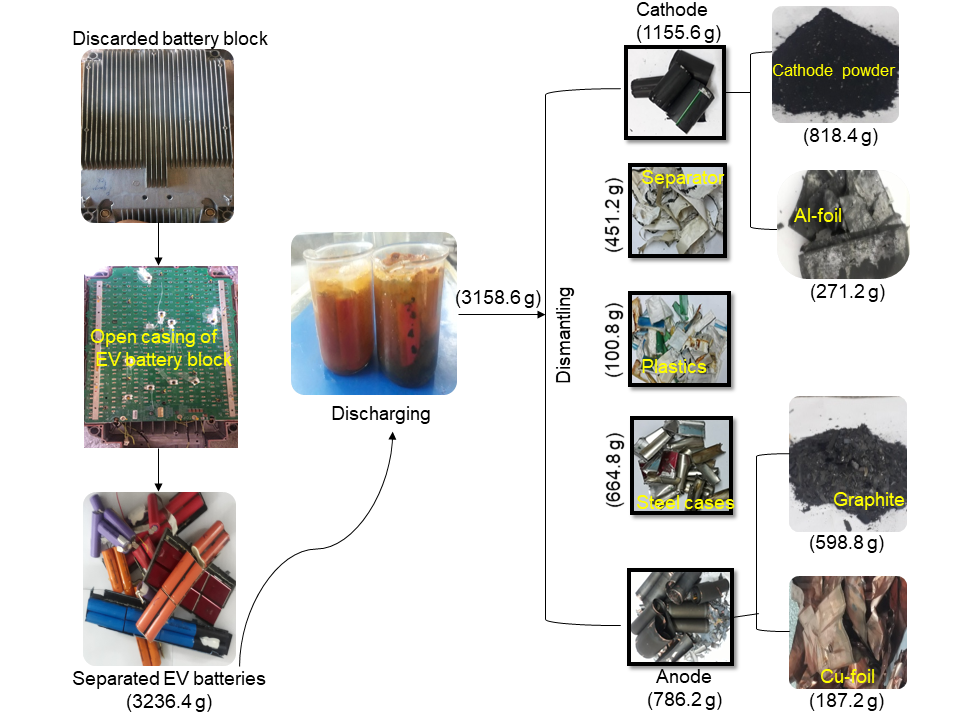 Discarded battery block
Open casing of
EV battery block
Separated EV batteries
(3236.4 g)
Discharging
(3158.6 g)
Dismantling
Cathode
(1155.6 g)
Cathode powder
(818.4 g)
Al-foil
(271.2 g)
Separator
(451.2 g)
Plastics
(100.8 g)
Steel cases
(664.8 g)
Anode
(786.2 g)
Graphite
(598.8 g)
Cu-foil
(187.2 g)